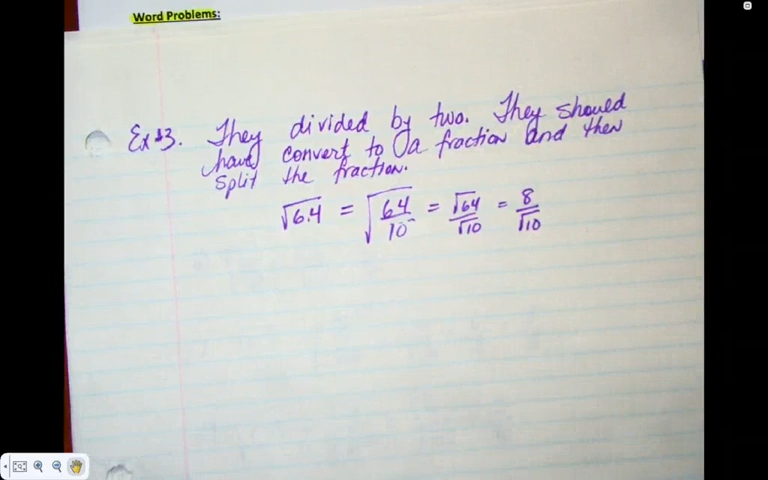 Word Problems:
Ex #3. They divided by two. They should
have convert to a fraction and then
split the fraction.
√6.4 = √64/10 = √64/√10 = 8/√10